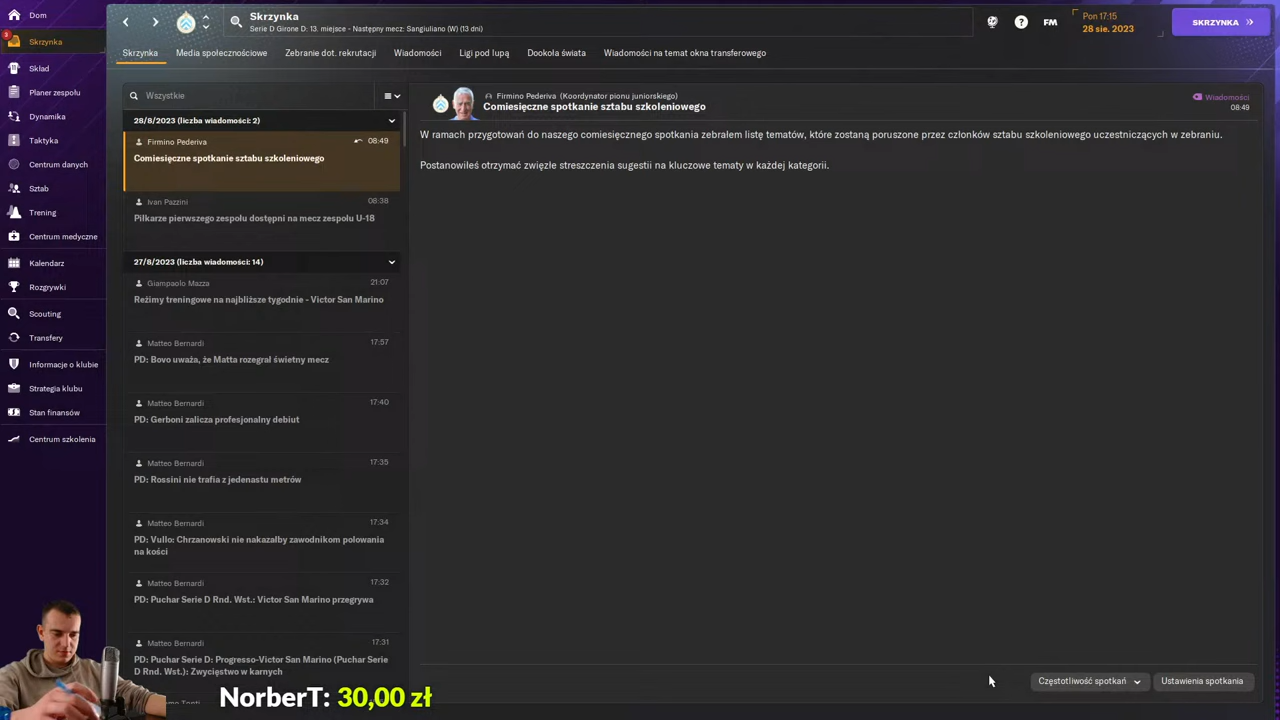 Dom
3
Skrzynka
Skład
Planer zespołu
Dynamika
Taktyka
Centrum danych
Sztab
Trening
Centrum medyczne
Kalendarz
Rozgrywki
Scouting
Transfery
Informacje o klubie
Strategia klubu
Stan finansów
Centrum szkolenia
Skrzynka
Serie D Girone D: 13. miejsce - Następny mecz: Sangiuliano (W) (13 dni)
?
FM
Pon 17:15
28 sie. 2023
SKRZYNKA
Skrzynka
Media społecznościowe
Zebranie dot. rekrutacji
Wiadomości
Ligi pod lupą
Dookoła świata
Wiadomości na temat okna transferowego
Wszystkie
28/8/2023 (liczba wiadomości: 2)
Firmino Pederiva 08:49
Comiesięczne spotkanie sztabu szkoleniowego
Ivan Pazzini 08:38
Piłkarze pierwszego zespołu dostępni na mecz zespołu U-18
27/8/2023 (liczba wiadomości: 14)
Giampaolo Mazza 21:07
Reżimy treningowe na najbliższe tygodnie - Victor San Marino
Matteo Bernardi 17:57
PD: Bovo uważa, że Matta rozegrał świetny mecz
Matteo Bernardi 17:40
PD: Gerboni zalicza profesjonalny debiut
Matteo Bernardi 17:35
PD: Rossini nie trafia z jedenastu metrów
Matteo Bernardi 17:34
PD: Vullo: Chrzanowski nie nakazałby zawodnikom polowania
na kości
Matteo Bernardi 17:32
PD: Puchar Serie D Rnd. Wst.: Victor San Marino przegrywa
Matteo Bernardi 17:31
PD: Puchar Serie D: Progresso-Victor San Marino (Puchar Serie
D Rnd. Wst.): Zwycięstwo w karnych
Firmino Pederiva (Koordynator pionu juniorskiego)
Comiesięczne spotkanie sztabu szkoleniowego
Wiadomości
08:49
W ramach przygotowań do naszego comiesięcznego spotkania zebrałem listę tematów, które zostaną poruszone przez członków sztabu szkoleniowego uczestniczących w zebraniu.
Postanowiłeś otrzymać zwięzłe streszczenia sugestii na kluczowe tematy w każdej kategorii.
Częstotliwość spotkań
Ustawienia spotkania
NorberT: 30,00 zł